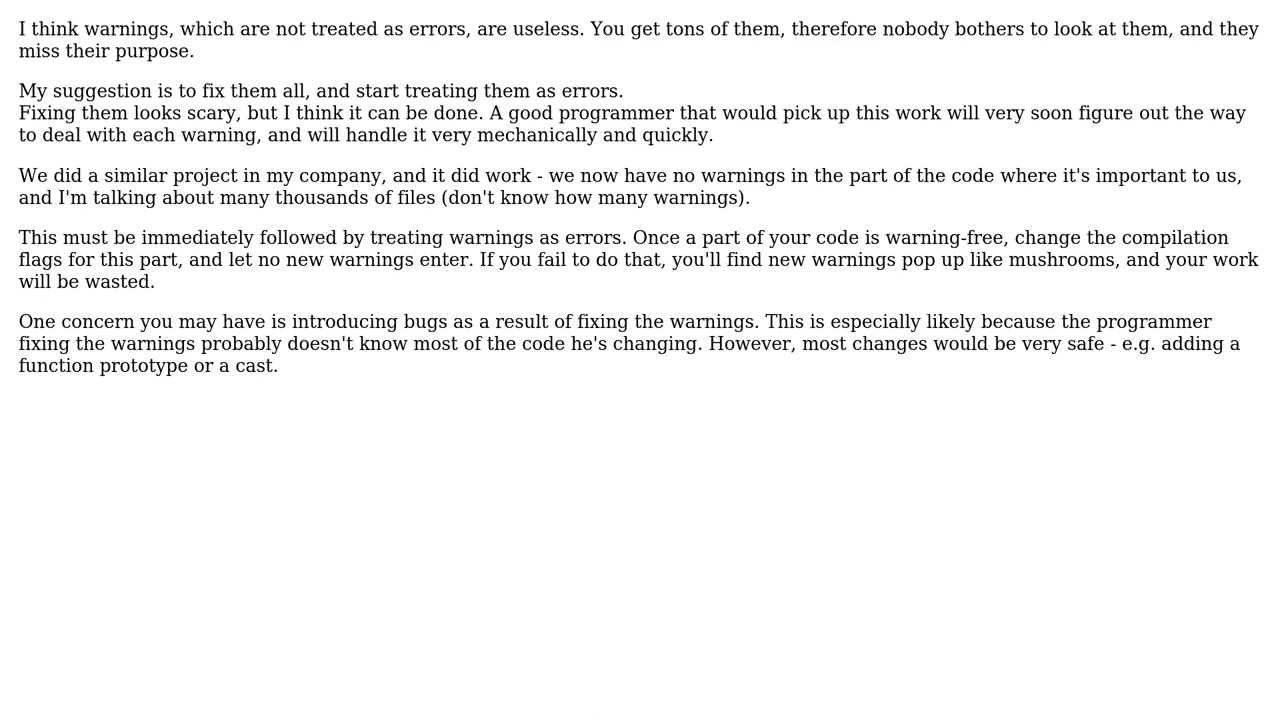 I think warnings, which are not treated as errors, are useless. You get tons of them, therefore nobody bothers to look at them, and they
miss their purpose.
My suggestion is to fix them all, and start treating them as errors.
Fixing them looks scary, but I think it can be done. A good programmer that would pick up this work will very soon figure out the way
to deal with each warning, and will handle it very mechanically and quickly.
We did a similar project in my company, and it did work - we now have no warnings in the part of the code where it's important to us,
and I'm talking about many thousands of files (don't know how many warnings).
This must be immediately followed by treating warnings as errors. Once a part of your code is warning-free, change the compilation
flags for this part, and let no new warnings enter. If you fail to do that, you'll find new warnings pop up like mushrooms, and your work
will be wasted.
One concern you may have is introducing bugs as a result of fixing the warnings. This is especially likely because the programmer
fixing the warnings probably doesn't know most of the code he's changing. However, most changes would be very safe - e.g. adding a
function prototype or a cast.